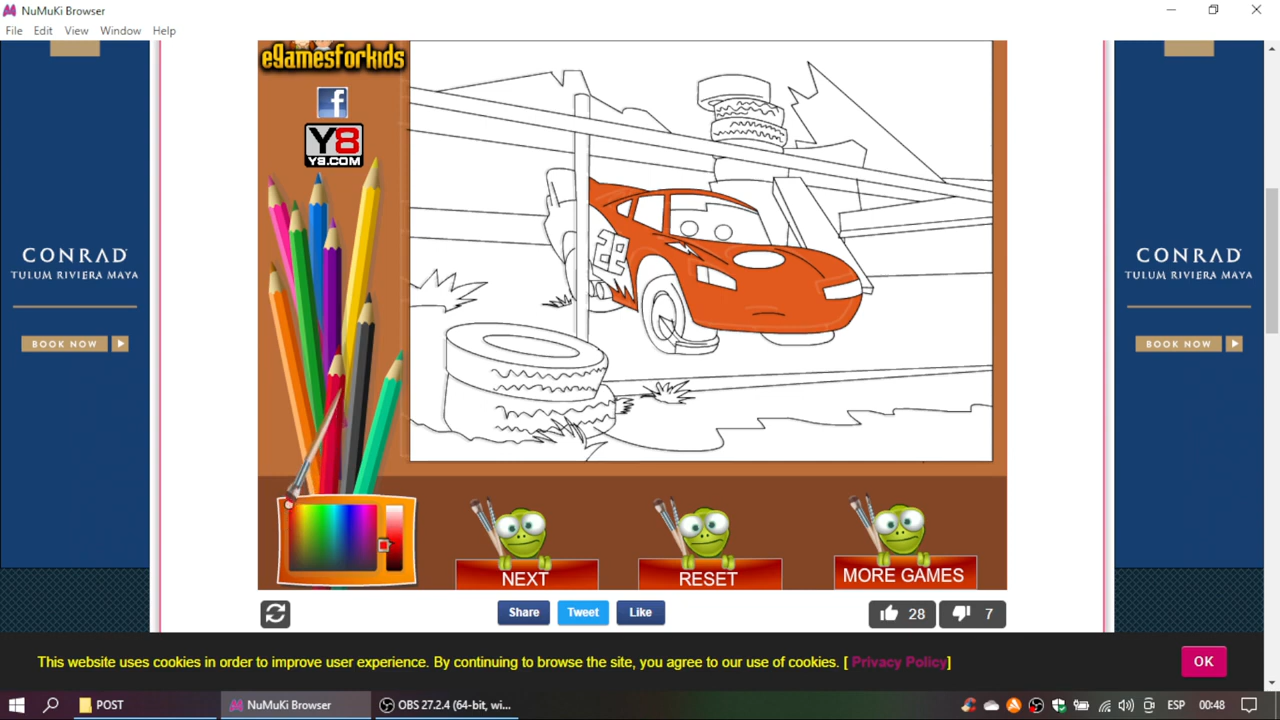 NuMuKi Browser
File Edit View Window Help
eGamesforkids
f
Y8
Y8.COM
28
CONRAD
TULUM RIVIERA MAYA
BOOK NOW
CONRAD
TULUM RIVIERA MAYA
BOOK NOW
NEXT
RESET
MORE GAMES
Share
Tweet
Like
28
7
This website uses cookies in order to improve user experience. By continuing to browse the site, you agree to our use of cookies. [ Privacy Policy]
OK
POST
NuMuKi Browser
OBS 27.2.4 (64-bit, wi...
ESP
00:48